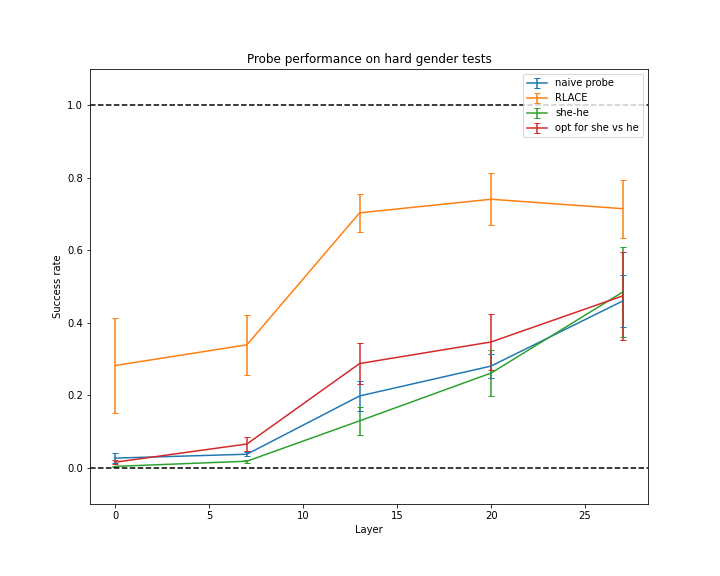 Probe performance on hard gender tests
naive probe
RLACE
she-he
opt for she vs he
1.0
0.8
0.6
0.4
0.2
0.0
Success rate
0 5 10 15 20 25
Layer